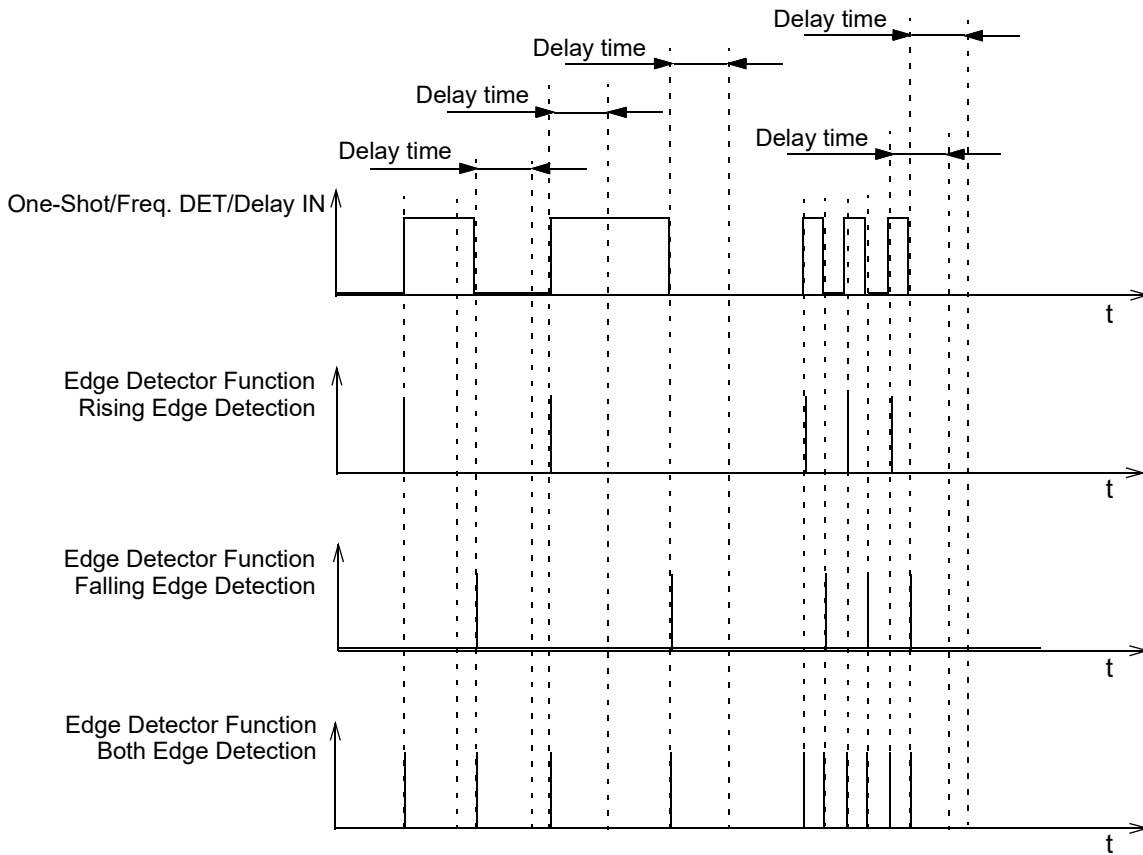 Delay time
Delay time
Delay time
Delay time
Delay time
One-Shot/Freq. DET/Delay IN
t
Edge Detector Function
Rising Edge Detection
t
Edge Detector Function
Falling Edge Detection
t
Edge Detector Function
Both Edge Detection
t